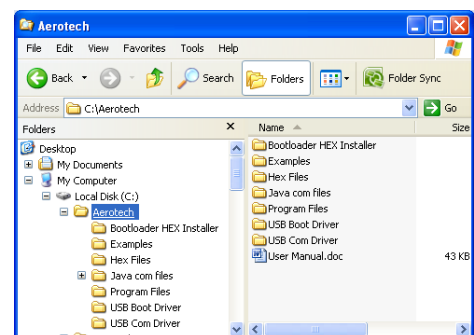 Aerotech
File Edit View Favorites Tools Help
Back Search Folders Folder Sync
Address C:\Aerotech Go
Folders x Name Size
Desktop
My Documents
My Computer
Local Disk (C:)
Aerotech
Bootloader HEX Installer
Examples
Hex Files
Java com files
Program Files
USB Boot Driver
USB Com Driver
Bootloader HEX Installer
Examples
Hex Files
Java com files
Program Files
USB Boot Driver
USB Com Driver
User Manual.doc 43 KB